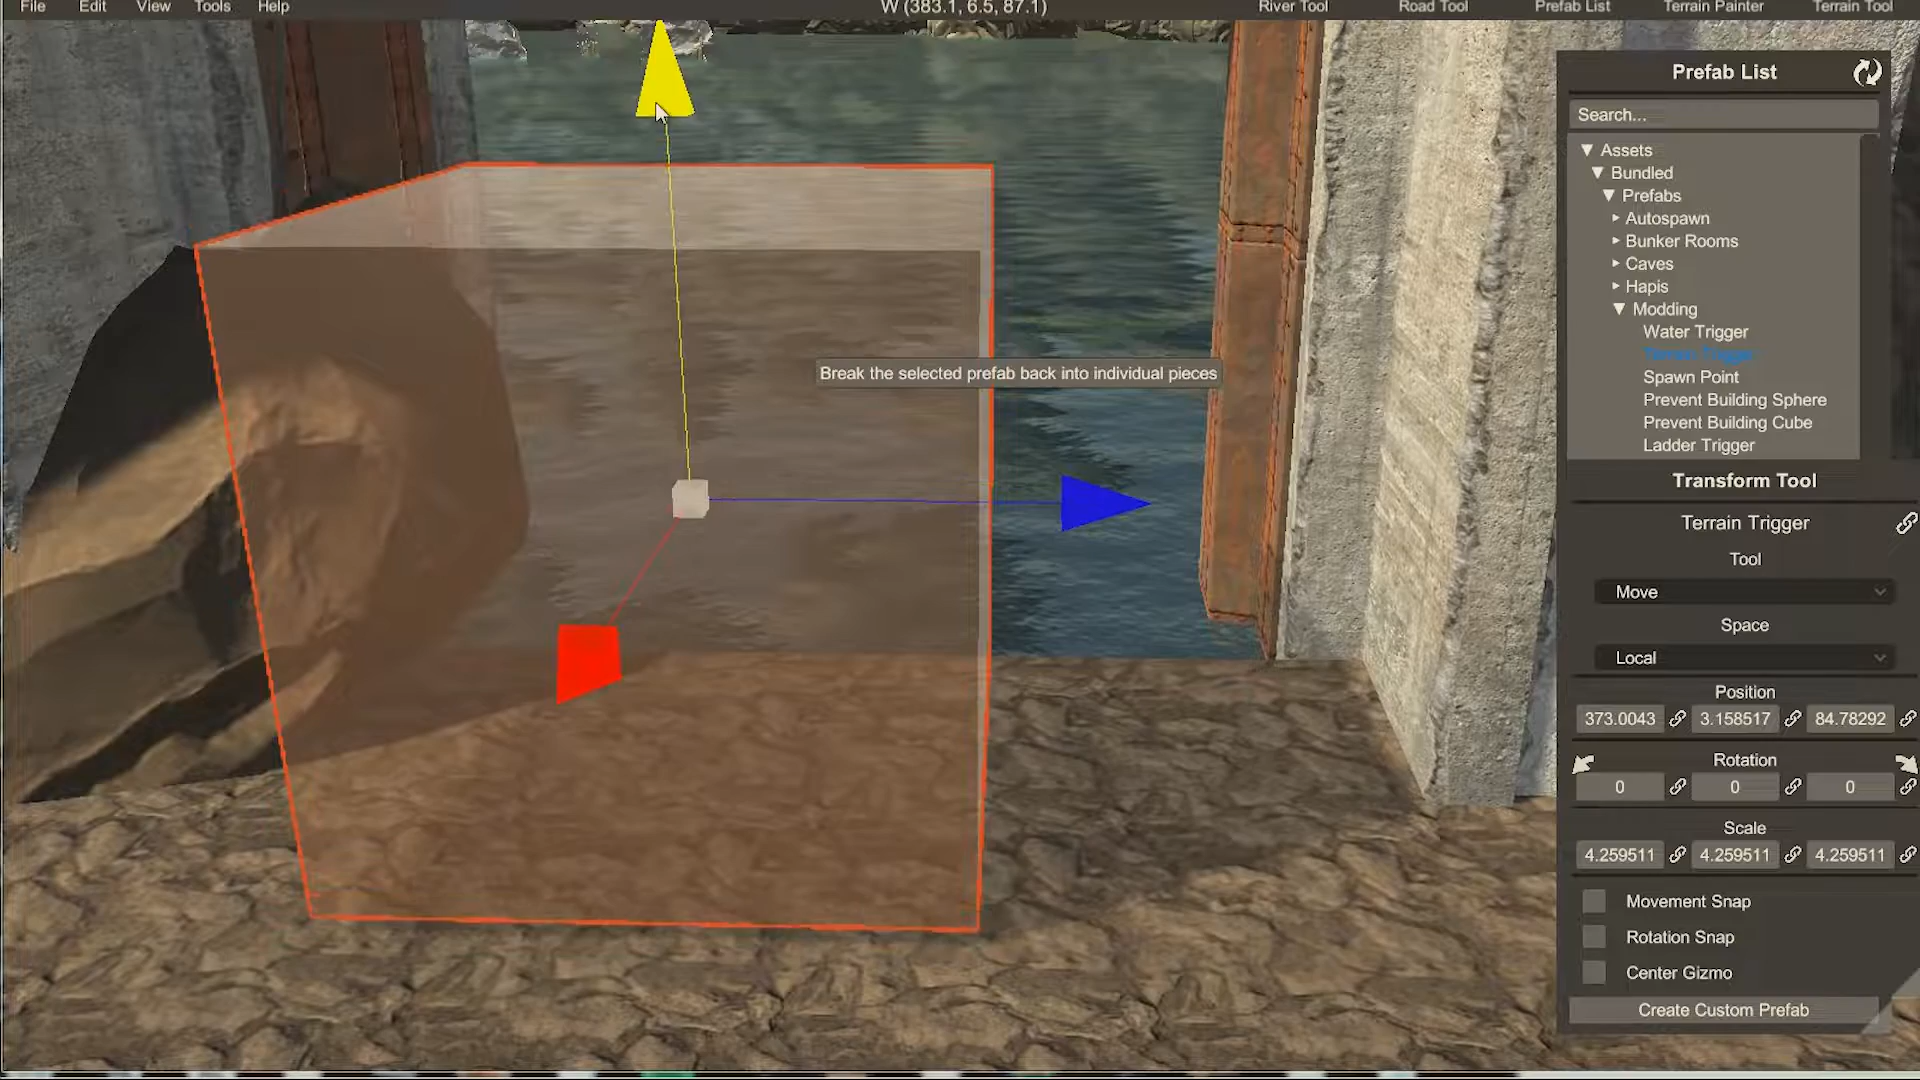 File Edit View Tools Help W (383.1, 6.5, 87.1) River Tool Road Tool Prefab List Terrain Painter Terrain Tool
Prefab List
Search...
Assets
Bundled
Prefabs
Autospawn
Bunker Rooms
Caves
Hapis
Modding
Water Trigger
Terrain Trigger
Break the selected prefab back into individual pieces
Spawn Point
Prevent Building Sphere
Prevent Building Cube
Ladder Trigger
Transform Tool
Terrain Trigger
Tool
Move
Space
Local
Position
373.0043 3.158517 84.78292
Rotation
0 0 0
Scale
4.259511 4.259511 4.259511
Movement Snap
Rotation Snap
Center Gizmo
Create Custom Prefab